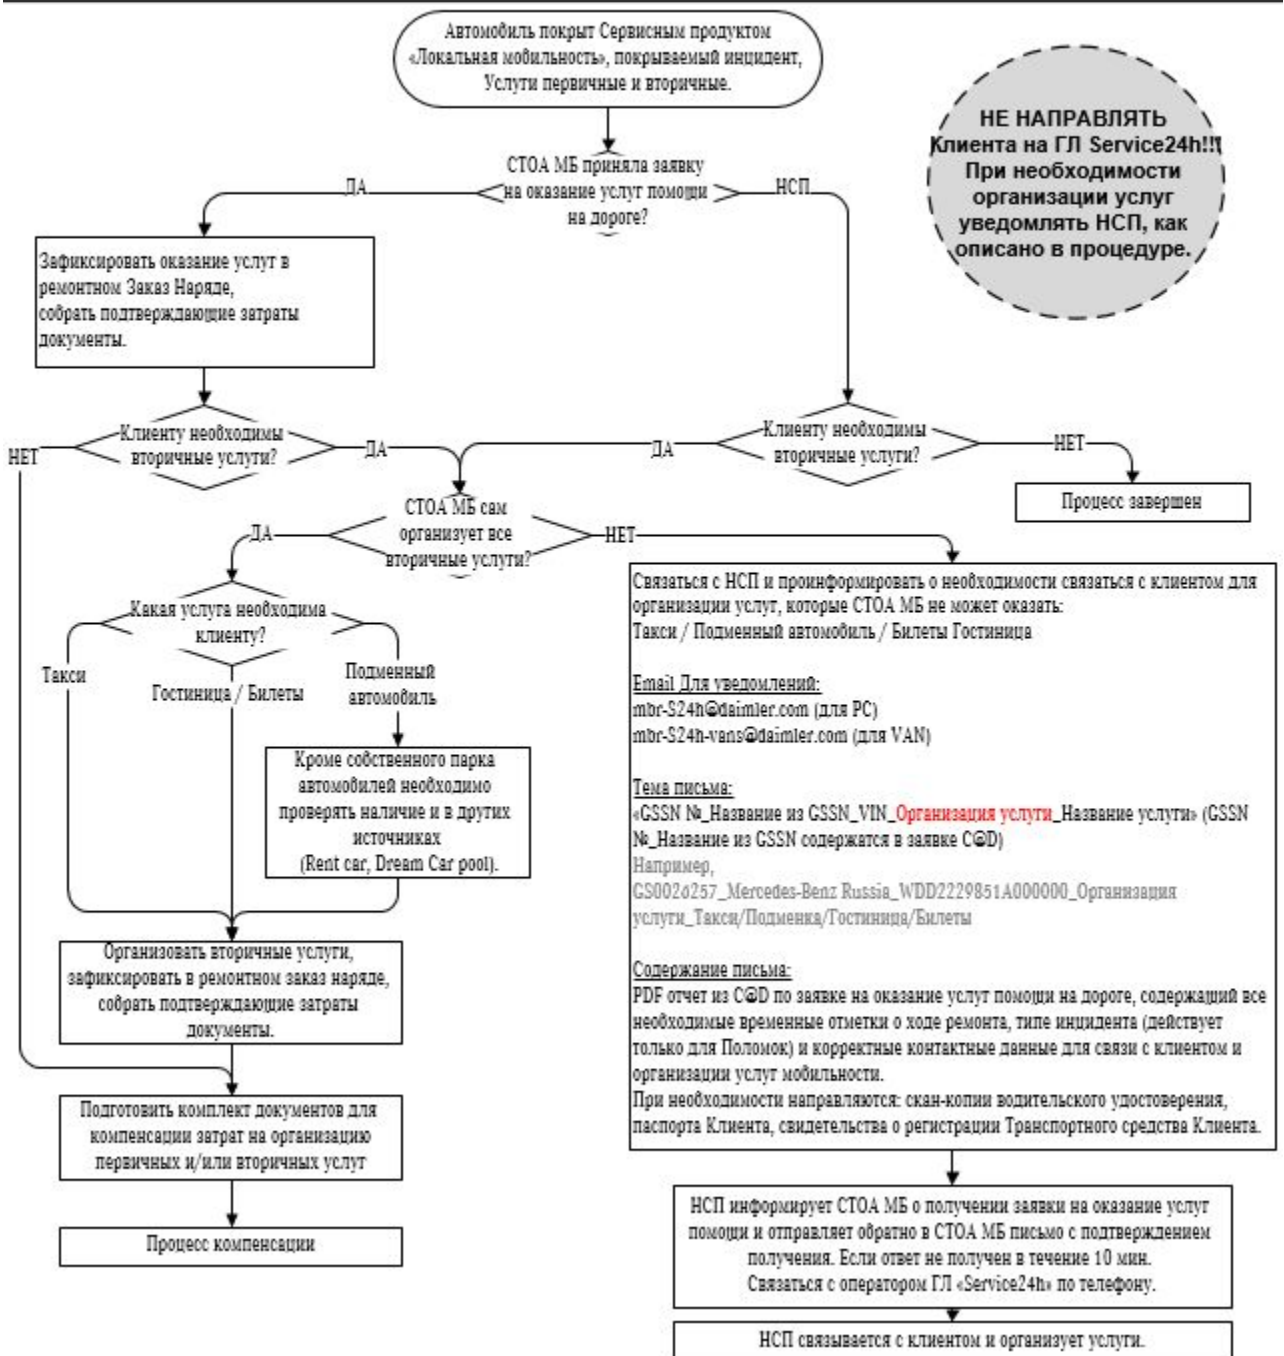 Автомобиль покрыт Сервисным продуктом
«Локальная мобильность», покрываемый инцидент,
Услуги первичные и вторичные.
НЕ НАПРАВЛЯТЬ
Клиента на ГЛ Service24h!!!
При необходимости
организации услуг
уведомлять НСП, как
описано в процедуре.
СТОА МБ приняла заявку
на оказание услуг помощи
на дороге?
ДА
НСП
Зафиксировать оказание услуг в
ремонтном Заказ Наряде,
собрать подтверждающие затраты
документы.
Клиенту необходимы
вторичные услуги?
НЕТ
ДА
Клиенту необходимы
вторичные услуги?
ДА
НЕТ
Процесс завершен
СТОА МБ сам
организует все
вторичные услуги?
ДА
НЕТ
Какая услуга необходима
клиенту?
Такси
Гостиница / Билеты
Подменный
автомобиль
Кроме собственного парка
автомобилей необходимо
проверять наличие и в других
источниках
(Rent car, Dream Car pool).
Организовать вторичные услуги,
зафиксировать в ремонтном заказ наряде,
собрать подтверждающие затраты
документы.
Подготовить комплект документов для
компенсации затрат на организацию
первичных и/или вторичных услуг
Процесс компенсации
Связаться с НСП и проинформировать о необходимости связаться с клиентом для
организации услуг, которые СТОА МБ не может оказать:
Такси / Подменный автомобиль / Билеты Гостиница
Email Для уведомлений:
mbr-S24h@daimler.com (для PC)
mbr-S24h-vans@daimler.com (для VAN)
Тема письма:
«GSSN №_Название из GSSN_VIN_Организация услуги_Название услуги» (GSSN
№_Название из GSSN содержатся в заявке C@D)
Например,
GS0026257_Mercedes-Benz Russia_WDD2229851A000000_Организация
услуги_Такси/Подменка/Гостиница/Билеты
Содержание письма:
PDF отчет из C@D по заявке на оказание услуг помощи на дороге, содержащий все
необходимые временные отметки о ходе ремонта, типе инцидента (действует
только для Поломок) и корректные контактные данные для связи с клиентом и
организации услуг мобильности.
При необходимости направляются: скан-копии водительского удостоверения,
паспорта Клиента, свидетельства о регистрации Транспортного средства Клиента.
НСП информирует СТОА МБ о получении заявки на оказание услуг
помощи и отправляет обратно в СТОА МБ письмо с подтверждением
получения. Если ответ не получен в течение 10 мин.
Связаться с оператором ГЛ «Service24h» по телефону.
НСП связывается с клиентом и организует услуги.